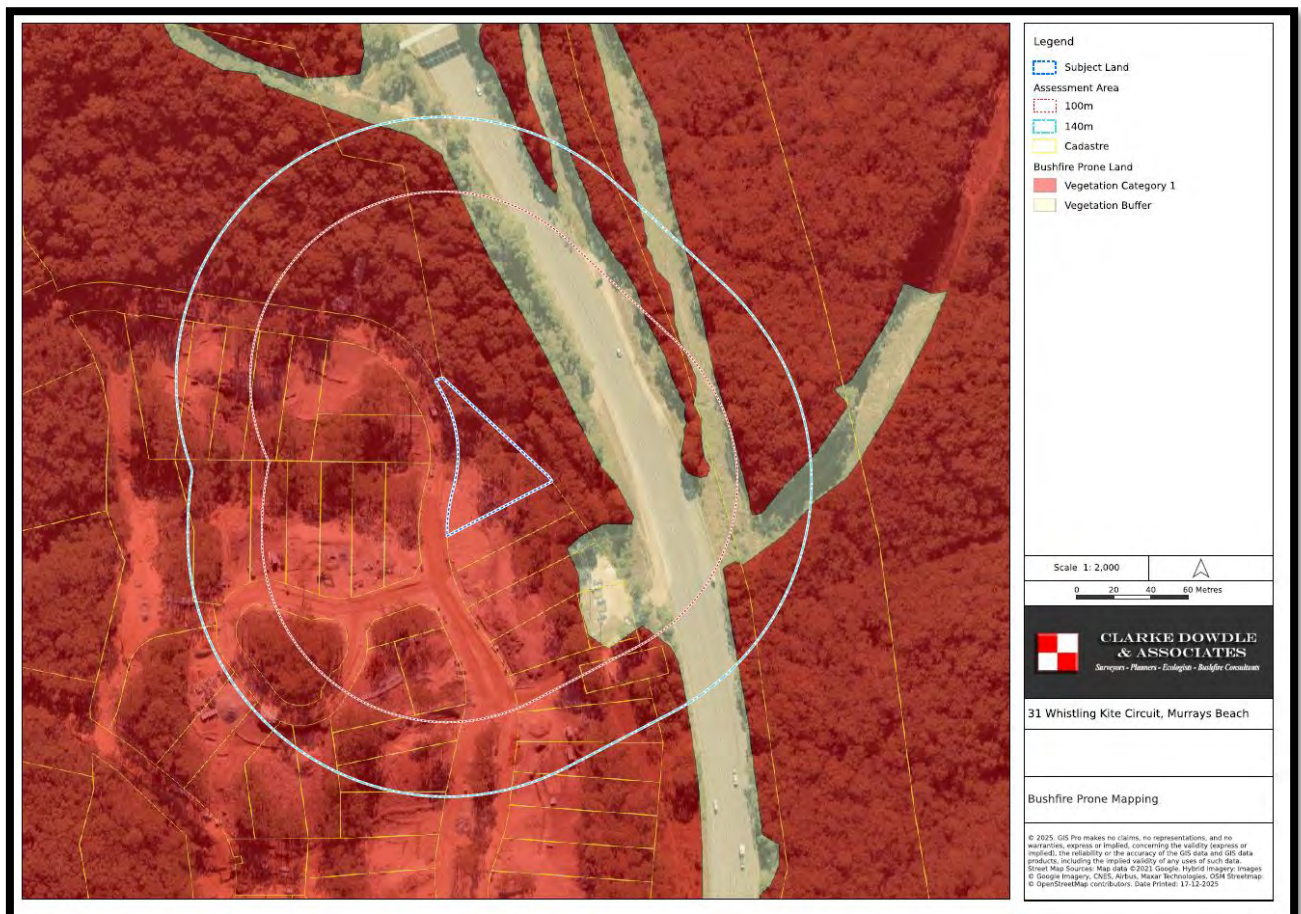 Legend
Subject Land
Assessment Area
100m
140m
Cadastre
Bushfire Prone Land
Vegetation Category 1
Vegetation Buffer
Scale 1: 2,000
0 20 40 60 Metres
CLARKE DOWDLE
& ASSOCIATES
Surveyors - Planners - Ecologists - Bushfire Consultants
31 Whistling Kite Circuit, Murrays Beach
Bushfire Prone Mapping
© 2025. GIS Pro makes no claims, no representations, and no
warranties, express or implied, concerning the validity (express or
implied), the reliability or the accuracy of the GIS data and GIS data
products, including the implied validity of any uses of such data.
Street Map Sources: Map data ©2021 Google. Hybrid Imagery: Images
© Google Imagery, CNES, Airbus, Maxar Technologies. OSM Streetmap:
© OpenStreetMap contributors. Date Printed: 17-12-2025